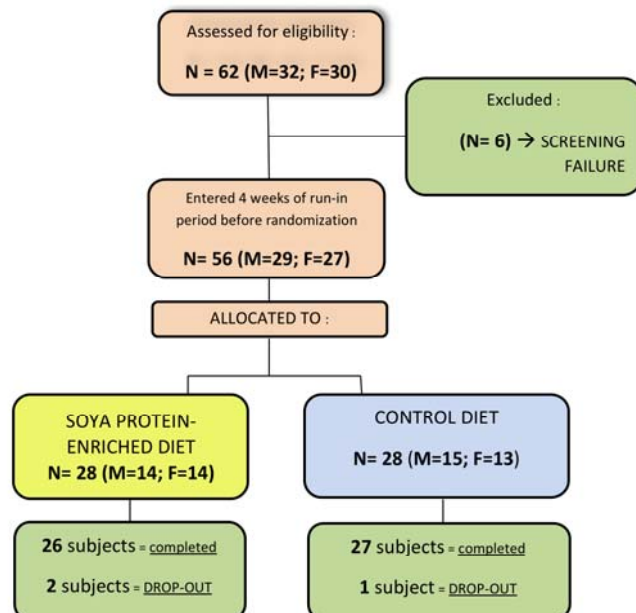 Assessed for eligibility :
N = 62 (M=32; F=30)
Excluded :
(N= 6) → SCREENING
FAILURE
Entered 4 weeks of run-in
period before randomization
N= 56 (M=29; F=27)
ALLOCATED TO :
SOYA PROTEIN-
ENRICHED DIET
N= 28 (M=14; F=14)
CONTROL DIET
N= 28 (M=15; F=13)
26 subjects = completed
2 subjects = DROP-OUT
27 subjects = completed
1 subject = DROP-OUT